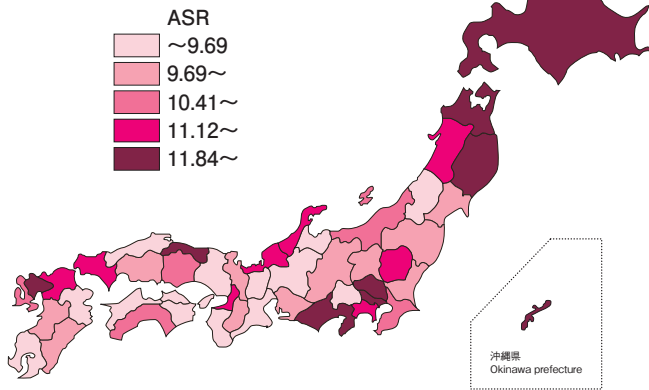 ASR
～9.69
9.69～
10.41～
11.12～
11.84～
沖縄県
Okinawa prefecture